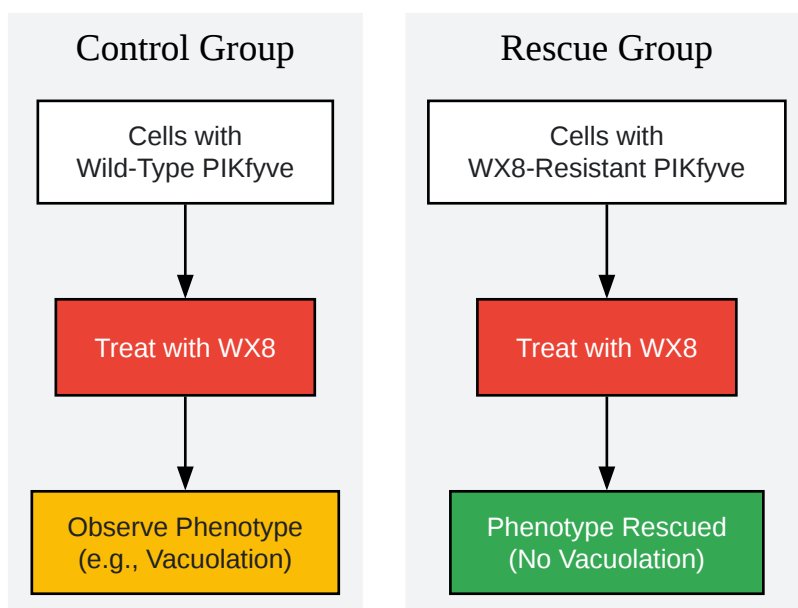 Control Group
Cells with
Wild-Type PIKfyve
Treat with WX8
Observe Phenotype
(e.g., Vacuolation)
Rescue Group
Cells with
WX8-Resistant PIKfyve
Treat with WX8
Phenotype Rescued
(No Vacuolation)